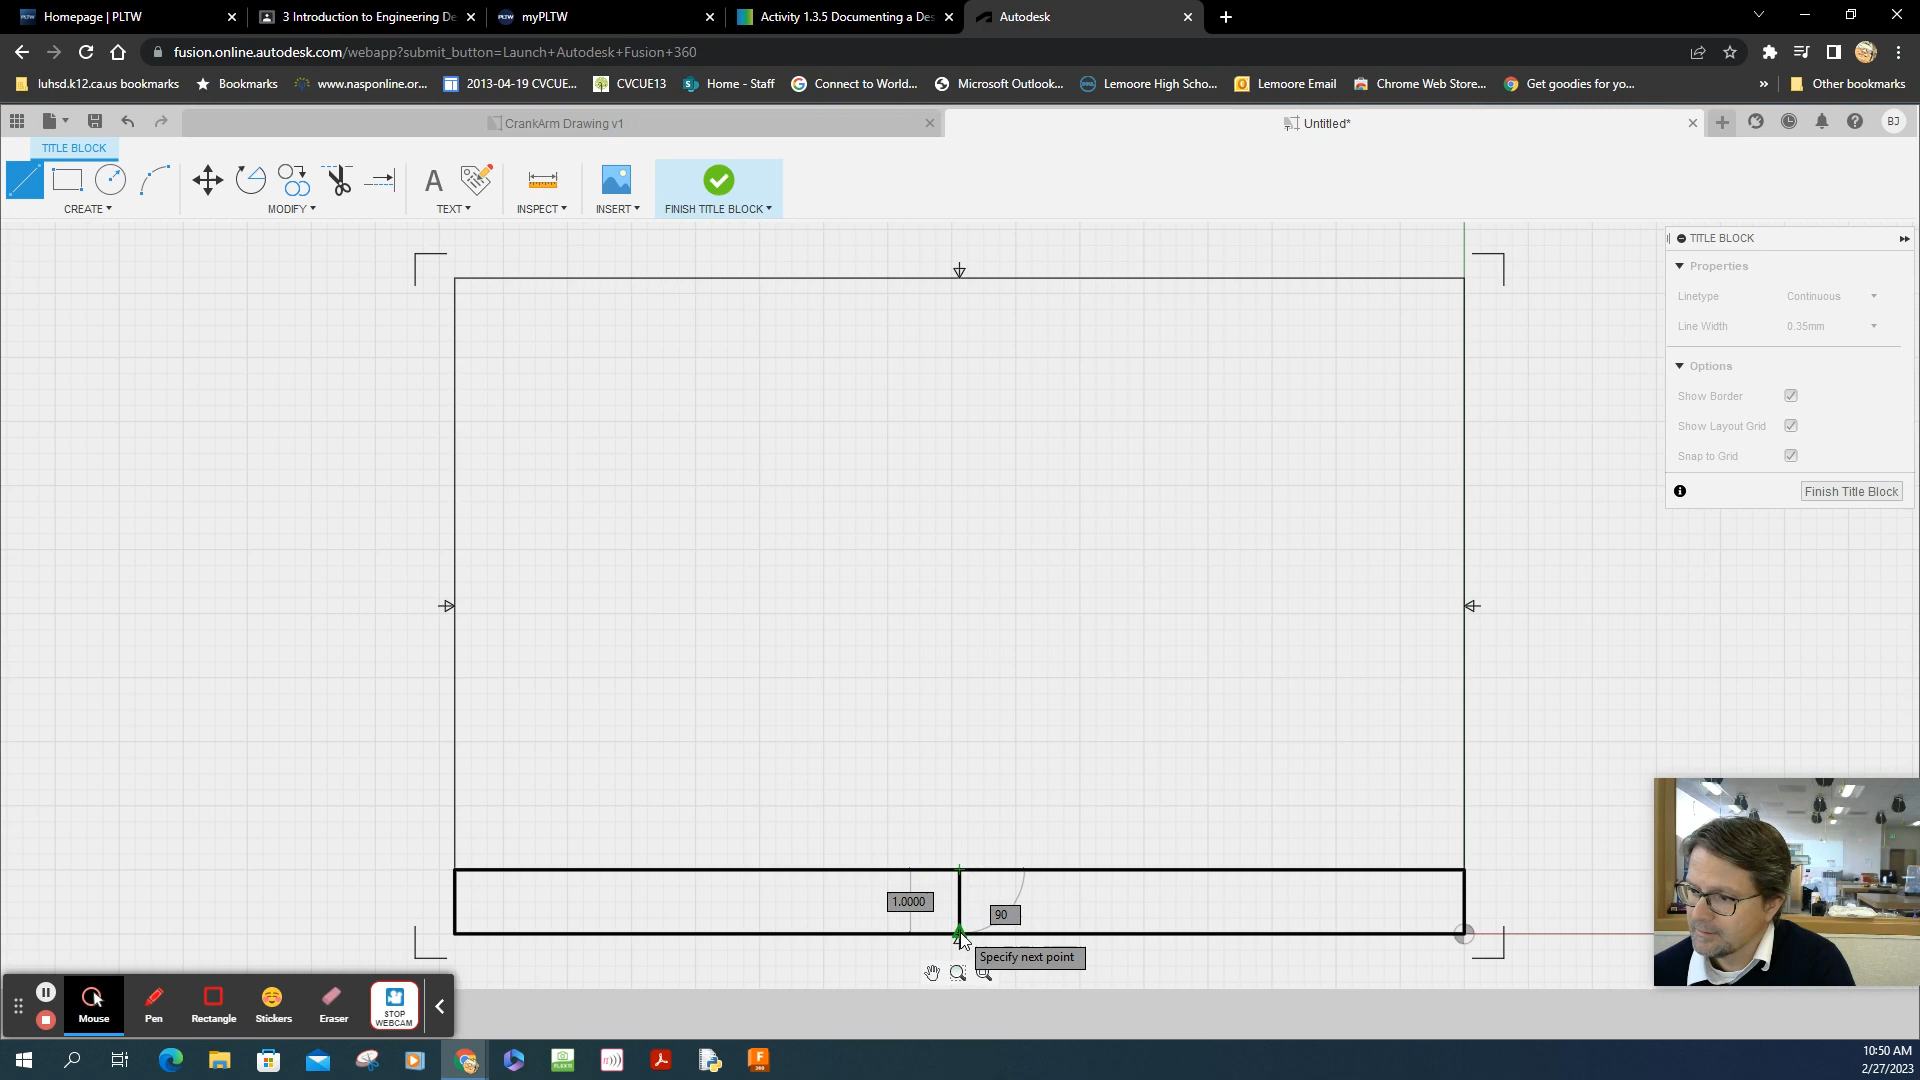 Homepage | PLTW
3 Introduction to Engineering De
myPLTW
Activity 1.3.5 Documenting a Des
Autodesk
fusion.online.autodesk.com/webapp?submit_button=Launch+Autodesk+Fusion+360
luhsd.k12.ca.us bookmarks
Bookmarks
www.nasponline.or...
2013-04-19 CVCUE...
CVCUE13
Home - Staff
Connect to World...
Microsoft Outlook...
Lemoore High Scho...
Lemoore Email
Chrome Web Store...
Get goodies for yo...
»
Other bookmarks
CrankArm Drawing v1
Untitled*
BJ
TITLE BLOCK
CREATE
MODIFY
TEXT
INSPECT
INSERT
FINISH TITLE BLOCK
TITLE BLOCK
Properties
Linetype
Continuous
Line Width
0.35mm
Options
Show Border
Show Layout Grid
Snap to Grid
Finish Title Block
1.0000
90
Specify next point
Mouse
Pen
Rectangle
Stickers
Eraser
STOP
WEBCAM
10:50 AM
2/27/2023